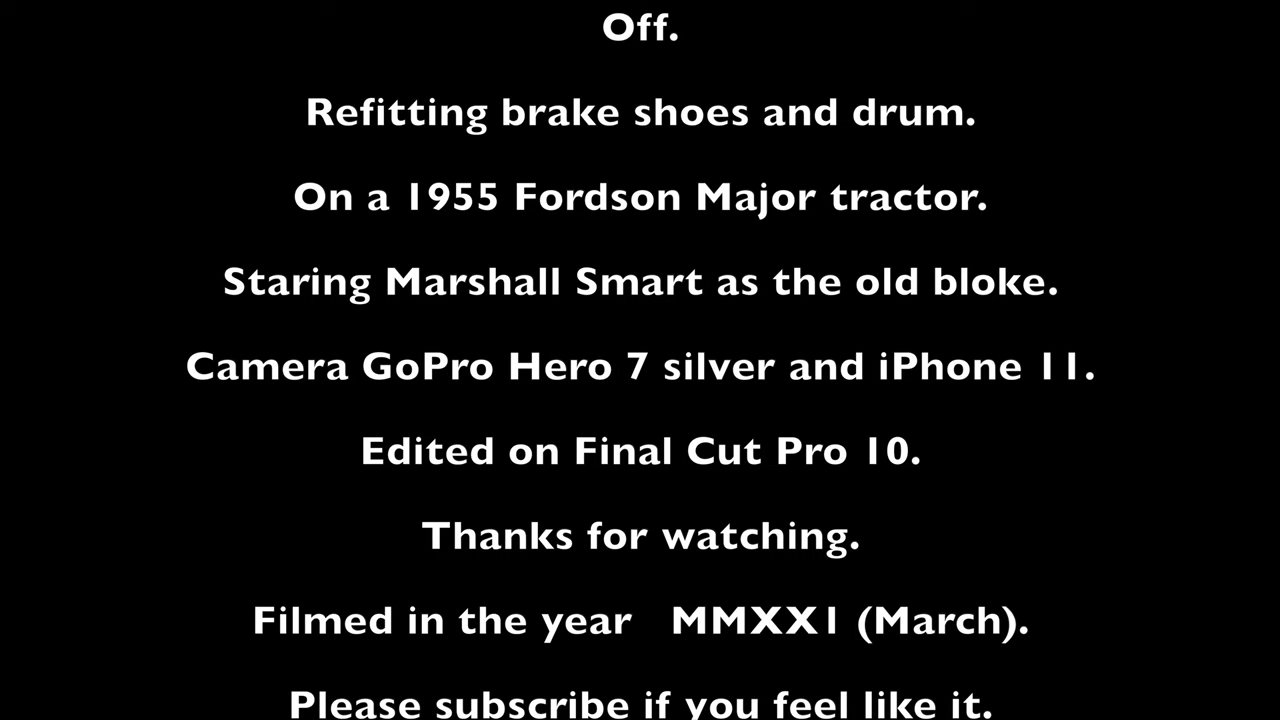 Off.
Refitting brake shoes and drum.
On a 1955 Fordson Major tractor.
Staring Marshall Smart as the old bloke.
Camera GoPro Hero 7 silver and iPhone 11.
Edited on Final Cut Pro 10.
Thanks for watching.
Filmed in the year MMXX1 (March).
Please subscribe if you feel like it.